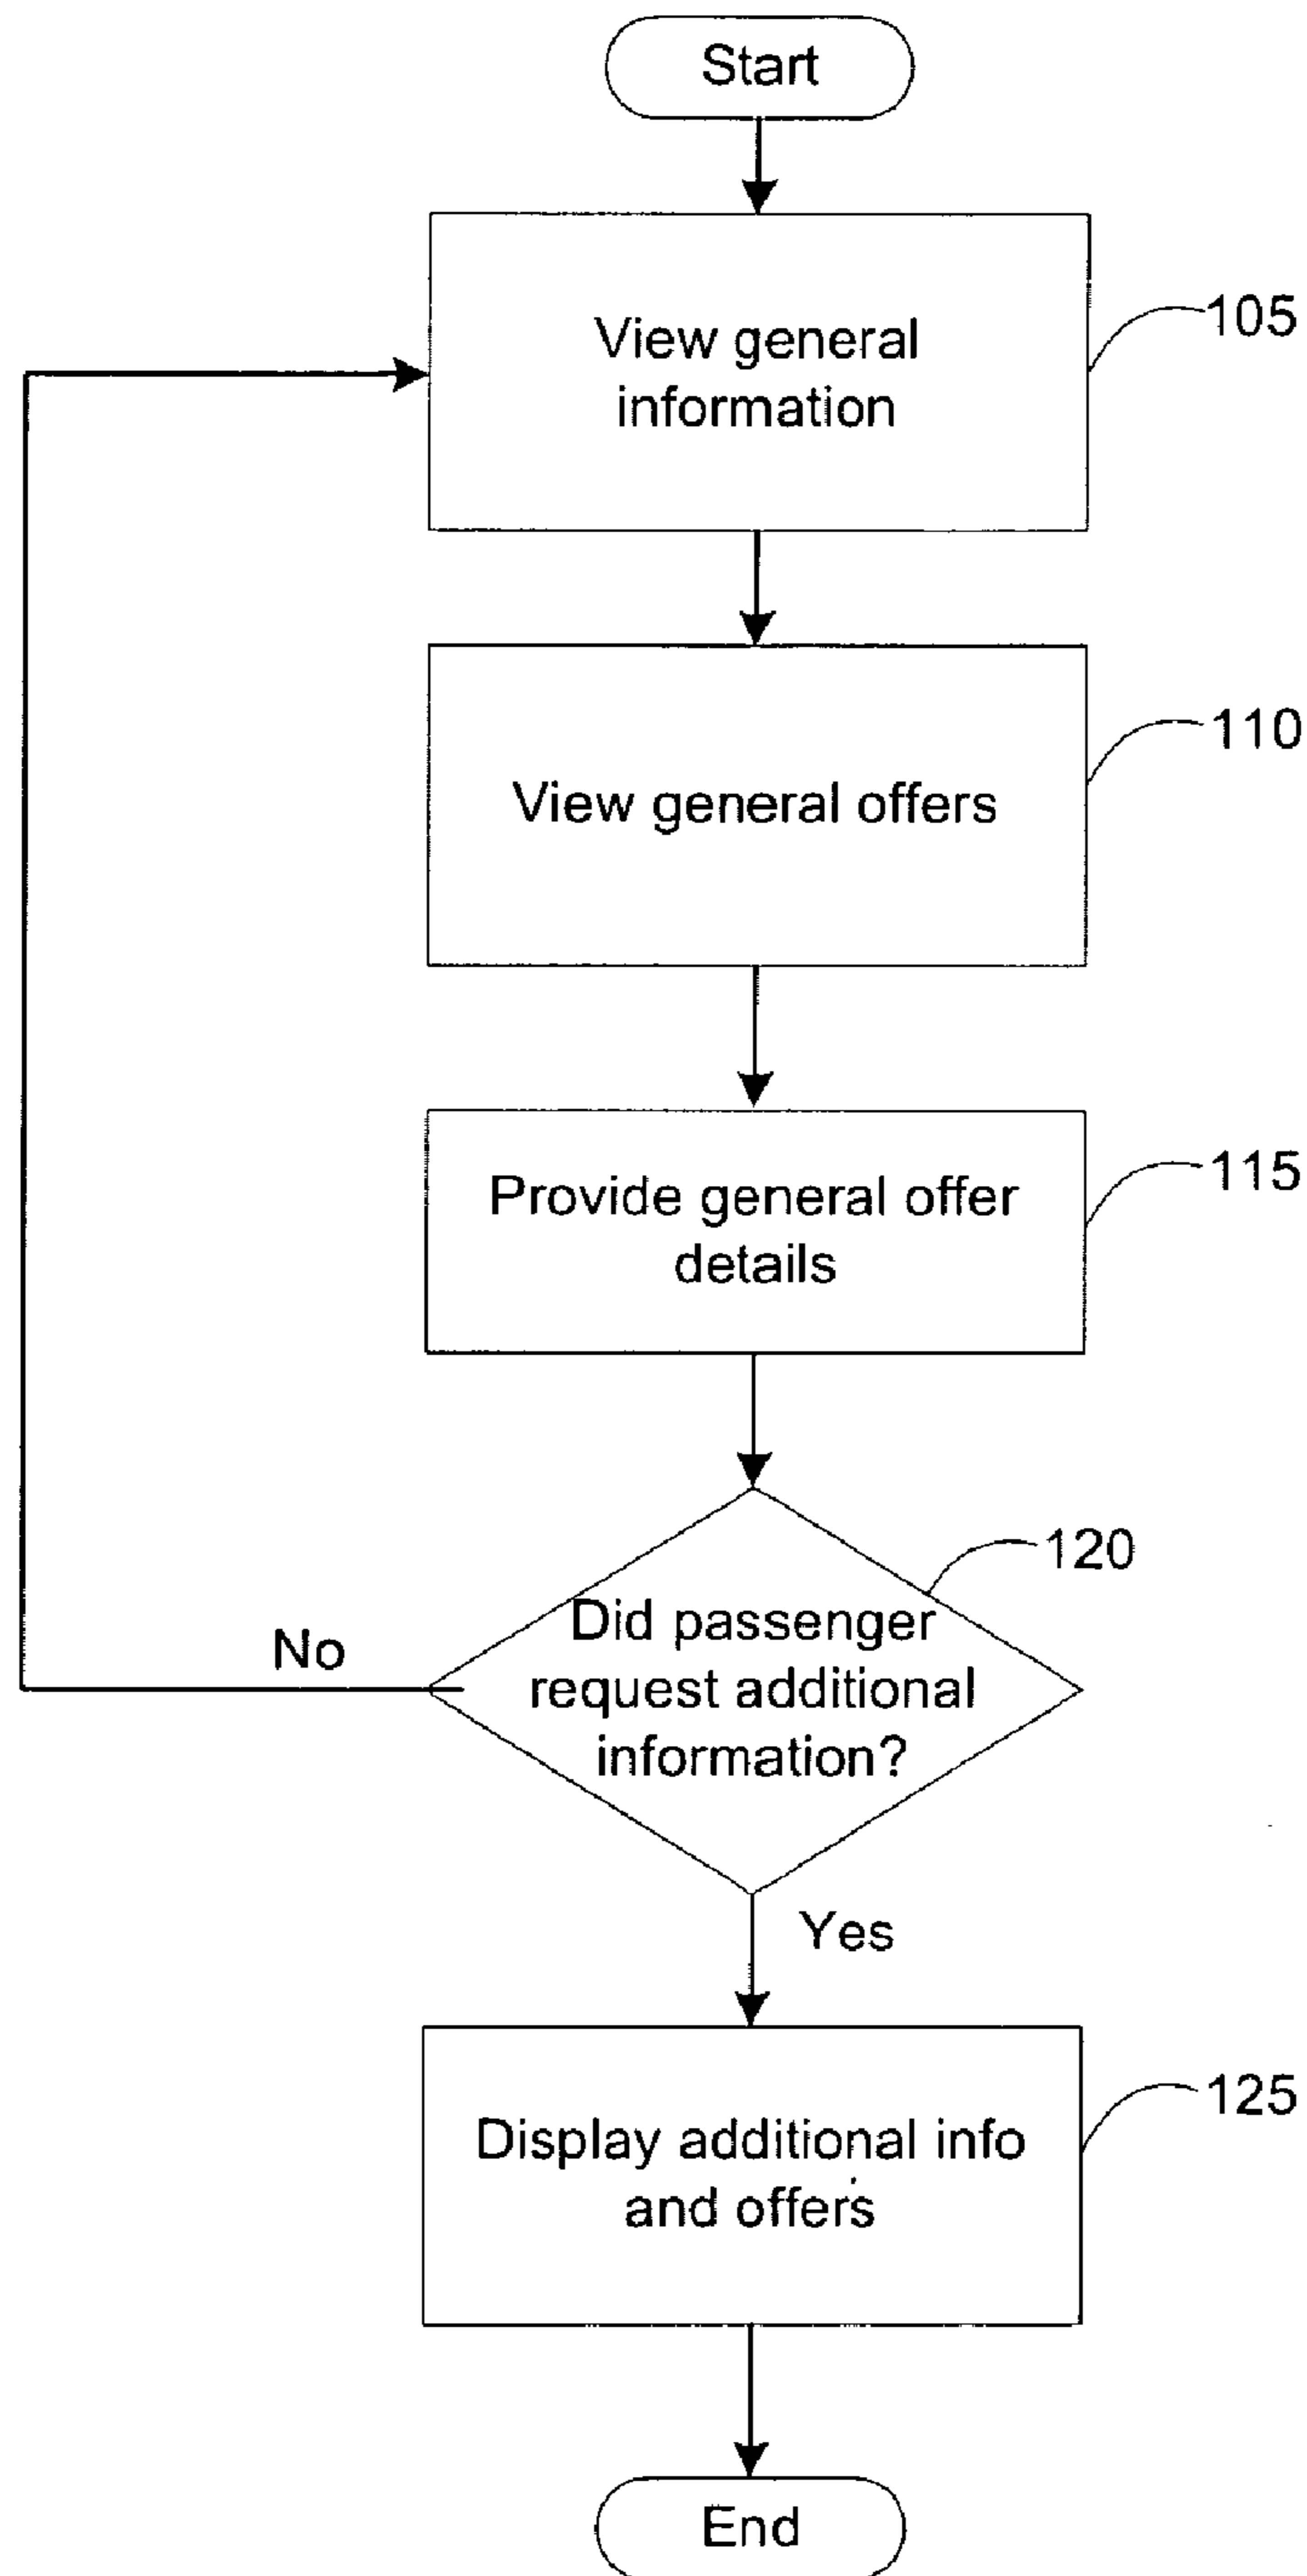 Start
View general
information
105
View general offers
110
Provide general offer
details
115
Did passenger
request additional
information?
120
No
Yes
Display additional info
and offers
125
End